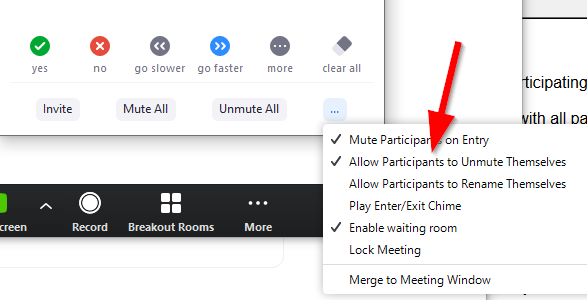 yes no go slower go faster more clear all
Invite Mute All Unmute All ...
rticipating
with all pa
Mute Participants on Entry
Allow Participants to Unmute Themselves
Allow Participants to Rename Themselves
Play Enter/Exit Chime
Enable waiting room
Lock Meeting
Merge to Meeting Window
creen Record Breakout Rooms More